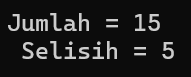 Jumlah = 15
Selisih = 5